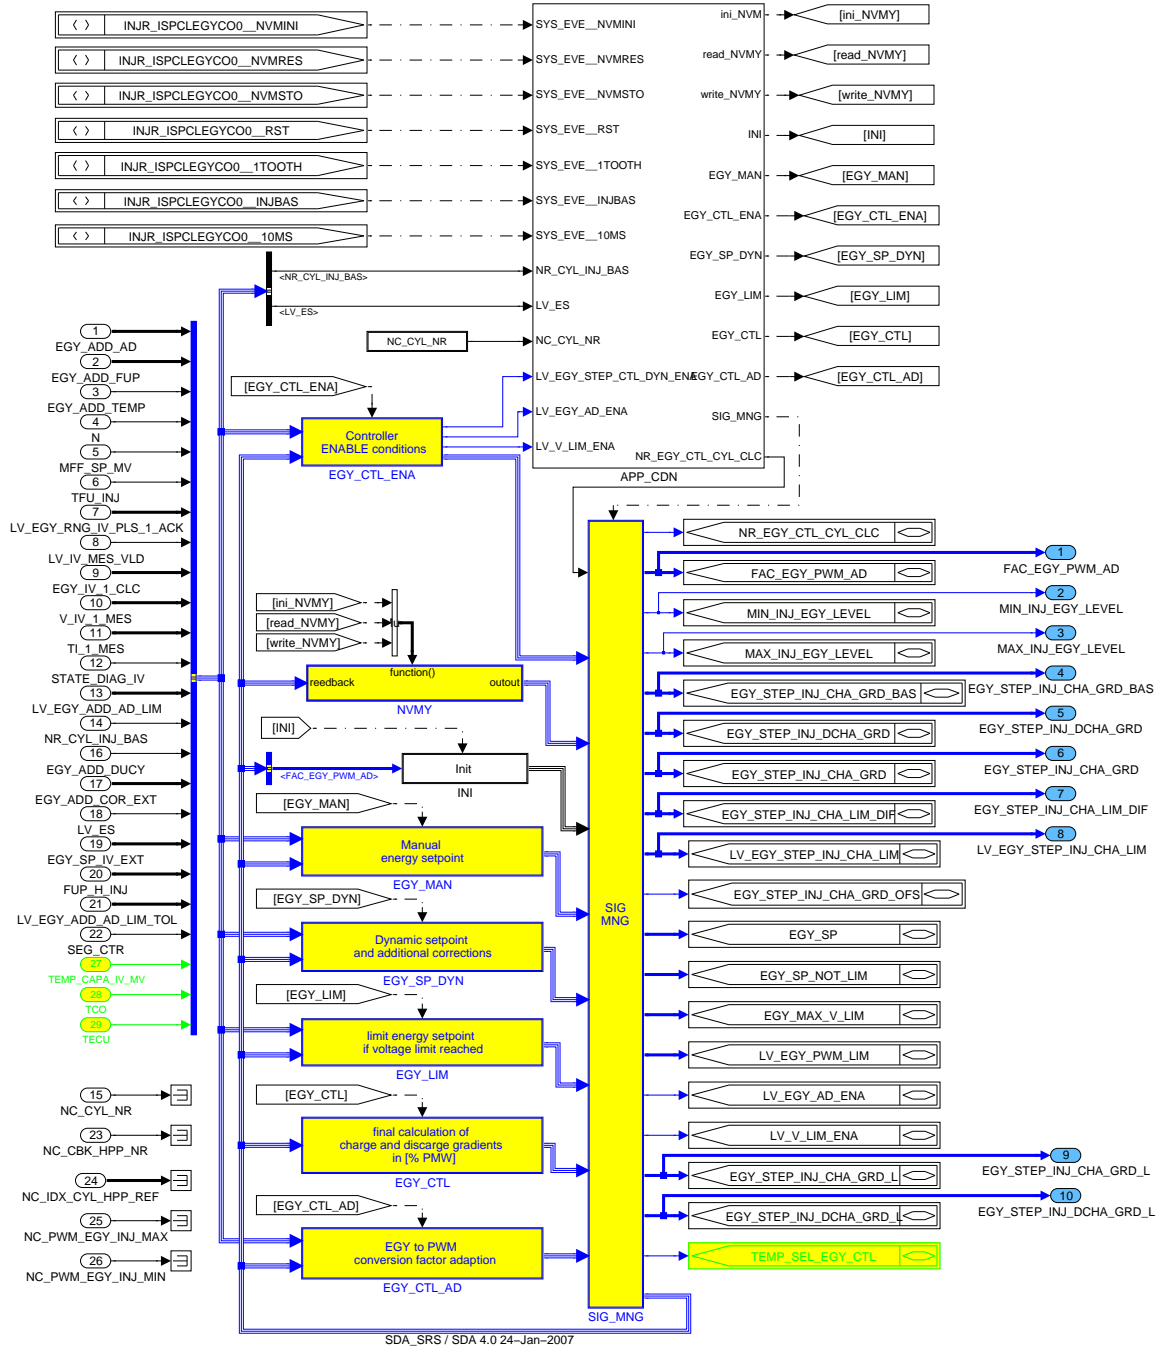 INJR_ISPCLEGYCO0__NVMINI
INJR_ISPCLEGYCO0__NVMRES
INJR_ISPCLEGYCO0__NVMSTO
INJR_ISPCLEGYCO0__RST
INJR_ISPCLEGYCO0__1TOOTH
INJR_ISPCLEGYCO0__INJBAS
INJR_ISPCLEGYCO0__10MS
<NR_CYL_INJ_BAS>
<LV_ES>
NC_CYL_NR
SYS_EVE__NVMINI
SYS_EVE__NVMRES
SYS_EVE__NVMSTO
SYS_EVE__RST
SYS_EVE__1TOOTH
SYS_EVE__INJBAS
SYS_EVE__10MS
NR_CYL_INJ_BAS
LV_ES
NC_CYL_NR
LV_EGY_STEP_CTL_DYN_ENA
LV_EGY_AD_ENA
LV_V_LIM_ENA
ini_NVM
read_NVMY
write_NVMY
INI
EGY_MAN
EGY_CTL_ENA
EGY_SP_DYN
EGY_LIM
EGY_CTL
EGY_CTL_AD
SIG_MNG
NR_EGY_CTL_CYL_CLC
APP_CDN
[ini_NVMY]
[read_NVMY]
[write_NVMY]
[INI]
[EGY_MAN]
[EGY_CTL_ENA]
[EGY_SP_DYN]
[EGY_LIM]
[EGY_CTL]
[EGY_CTL_AD]
1
EGY_ADD_AD
2
EGY_ADD_FUP
3
EGY_ADD_TEMP
4
N
5
MFF_SP_MV
6
TFU_INJ
7
LV_EGY_RNG_IV_PLS_1_ACK
8
LV_IV_MES_VLD
9
EGY_IV_1_CLC
10
V_IV_1_MES
11
TI_1_MES
12
STATE_DIAG_IV
13
LV_EGY_ADD_AD_LIM
14
NR_CYL_INJ_BAS
16
EGY_ADD_DUCY
17
EGY_ADD_COR_EXT
18
LV_ES
19
EGY_SP_IV_EXT
20
FUP_H_INJ
21
LV_EGY_ADD_AD_LIM_TOL
22
SEG_CTR
27
TEMP_CAPA_IV_MV
28
TCO
29
TECU
15
NC_CYL_NR
23
NC_CBK_HPP_NR
24
NC_IDX_CYL_HPP_REF
25
NC_PWM_EGY_INJ_MAX
26
NC_PWM_EGY_INJ_MIN
[EGY_CTL_ENA]
Controller
ENABLE conditions
EGY_CTL_ENA
[ini_NVMY]
[read_NVMY]
[write_NVMY]
function()
reedback
outout
NVMY
[INI]
<FAC_EGY_PWM_AD>
Init
INI
[EGY_MAN]
Manual
energy setpoint
EGY_MAN
[EGY_SP_DYN]
Dynamic setpoint
and additional corrections
EGY_SP_DYN
[EGY_LIM]
limit energy setpoint
if voltage limit reached
EGY_LIM
[EGY_CTL]
final calculation of
charge and discarge gradients
in [% PMW]
EGY_CTL
[EGY_CTL_AD]
EGY to PWM
conversion factor adaption
EGY_CTL_AD
SIG
MNG
SIG_MNG
NR_EGY_CTL_CYL_CLC
FAC_EGY_PWM_AD
MIN_INJ_EGY_LEVEL
MAX_INJ_EGY_LEVEL
EGY_STEP_INJ_CHA_GRD_BAS
EGY_STEP_INJ_DCHA_GRD
EGY_STEP_INJ_CHA_GRD
EGY_STEP_INJ_CHA_LIM_DIF
LV_EGY_STEP_INJ_CHA_LIM
EGY_STEP_INJ_CHA_GRD_OFS
EGY_SP
EGY_SP_NOT_LIM
EGY_MAX_V_LIM
LV_EGY_PWM_LIM
LV_EGY_AD_ENA
LV_V_LIM_ENA
EGY_STEP_INJ_CHA_GRD_L
EGY_STEP_INJ_DCHA_GRD_L
TEMP_SEL_EGY_CTL
1
FAC_EGY_PWM_AD
2
MIN_INJ_EGY_LEVEL
3
MAX_INJ_EGY_LEVEL
4
EGY_STEP_INJ_CHA_GRD_BAS
5
EGY_STEP_INJ_DCHA_GRD
6
EGY_STEP_INJ_CHA_GRD
7
EGY_STEP_INJ_CHA_LIM_DIF
8
LV_EGY_STEP_INJ_CHA_LIM
9
EGY_STEP_INJ_CHA_GRD_L
10
EGY_STEP_INJ_DCHA_GRD_L
SDA_SRS / SDA 4.0 24–Jan–2007